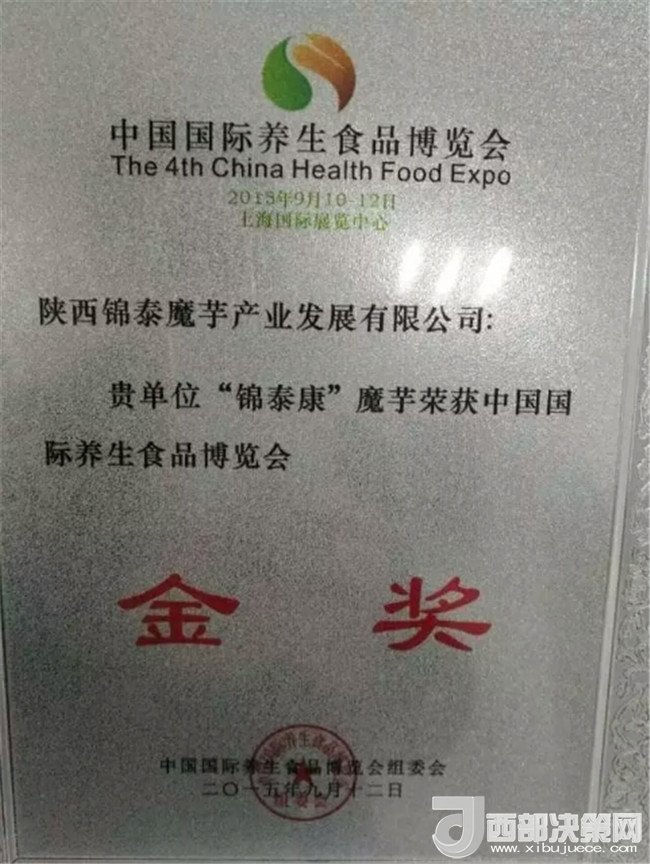 中国国际养生食品博览会
The 4th China Health Food Expo
2015年9月10-12日
上海国际展览中心
陕西锦泰魔芋产业发展有限公司:
贵单位“锦泰康”魔芋荣获中国国
际养生食品博览会
金 奖
中国国际养生食品博览会组委会
二〇一五年九月十二日
组委会
西部决策网
www.xibujuece.com